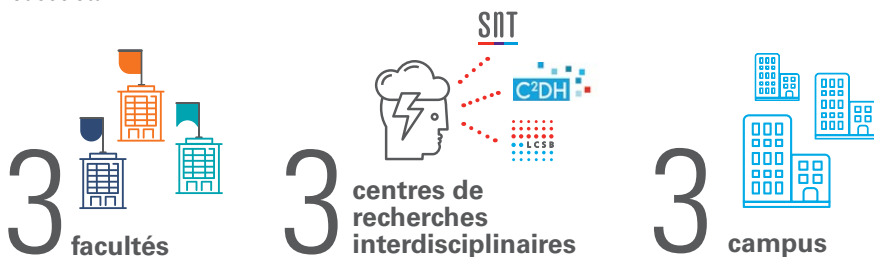 SNT
C²DH
LCSB
3 facultés
3 centres de
recherches
interdisciplinaires
3 campus